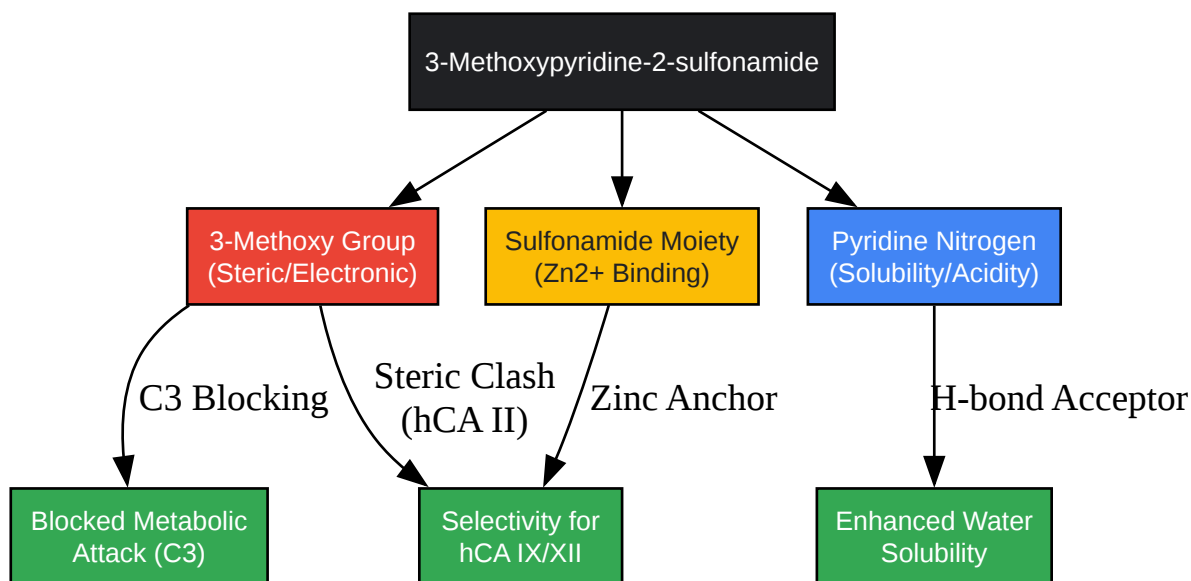 3-Methoxypyridine-2-sulfonamide
3-Methoxy Group
(Steric/Electronic)
Sulfonamide Moiety
(Zn2+ Binding)
Pyridine Nitrogen
(Solubility/Acidity)
C3 Blocking
Steric Clash
(hCA II)
Zinc Anchor
H-bond Acceptor
Blocked Metabolic
Attack (C3)
Selectivity for
hCA IX/XII
Enhanced Water
Solubility